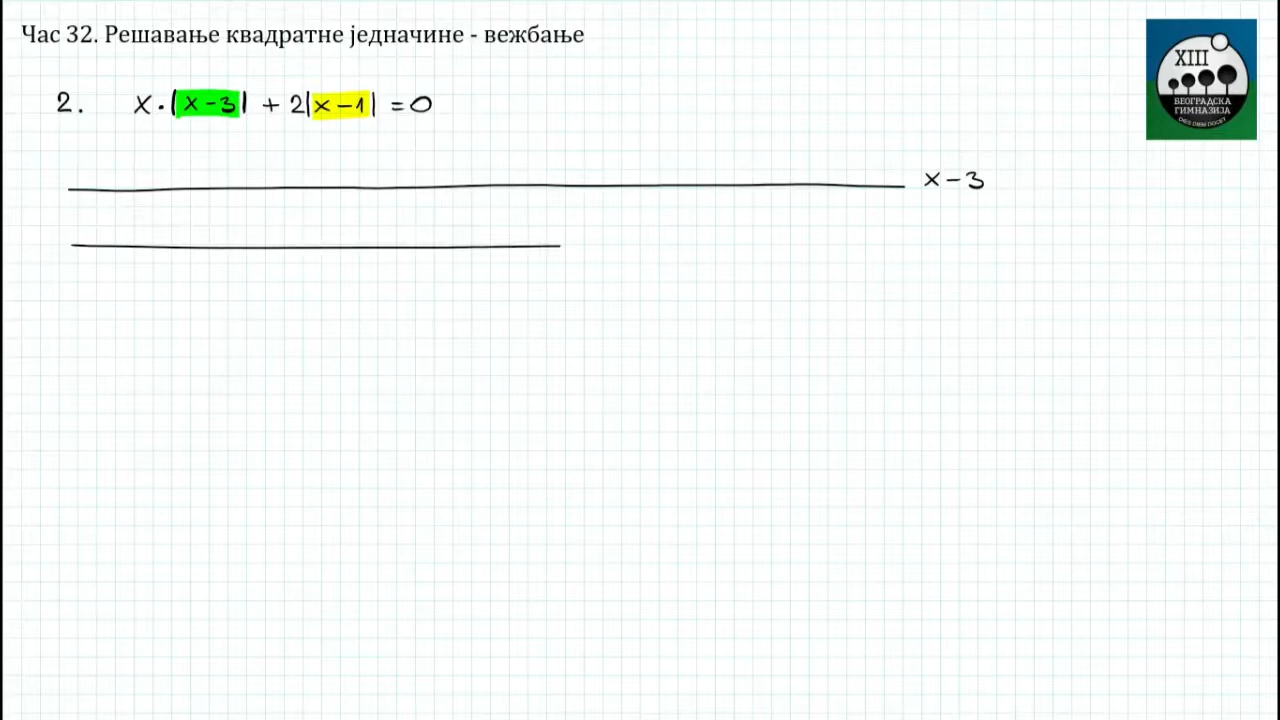 Час 32. Решавање квадратне једначине - вежбање
2. x·|x-3| + 2|x-1| = 0
x-3
XIII
БЕОГРАДСКА
ГИМНАЗИЈА